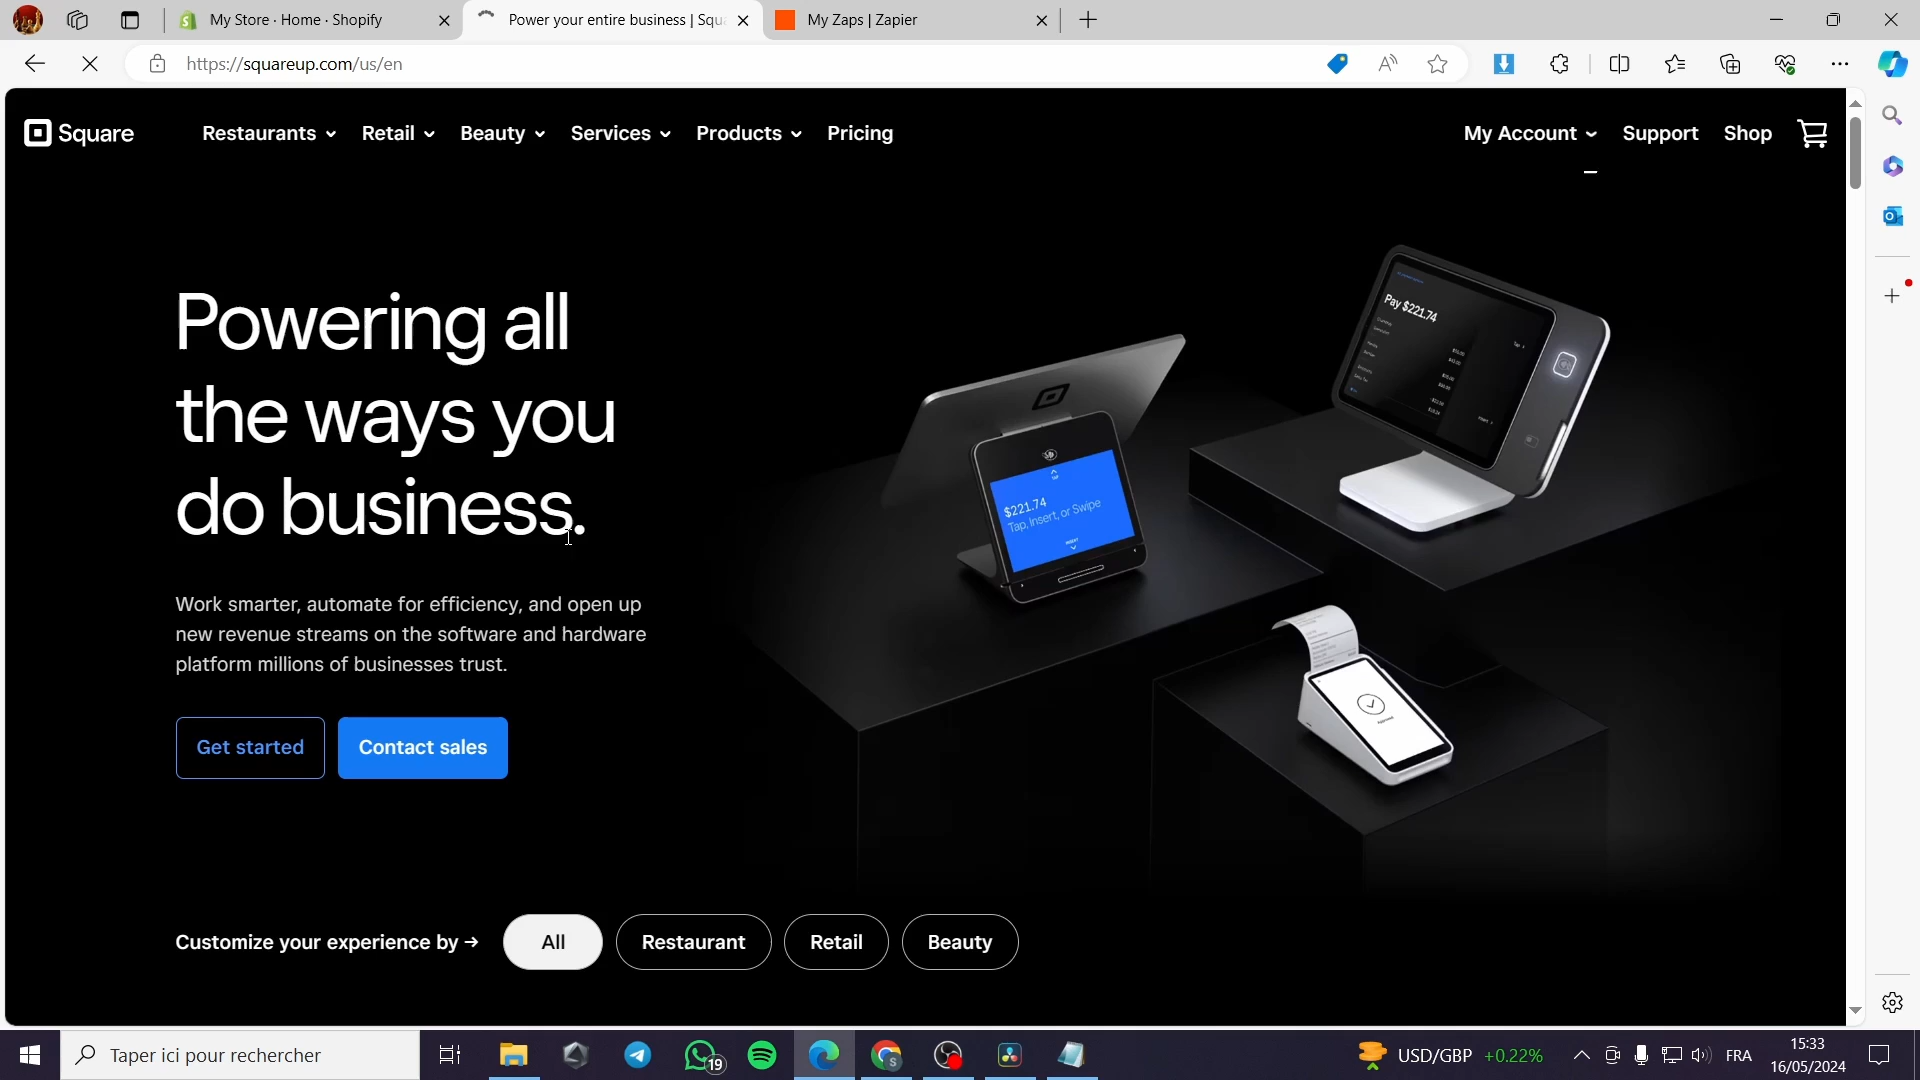 My Store · Home · Shopify
Power your entire business | Squ
My Zaps | Zapier
https://squareup.com/us/en
Square
Restaurants
Retail
Beauty
Services
Products
Pricing
My Account
Support
Shop
Powering all
the ways you
do business.
Work smarter, automate for efficiency, and open up
new revenue streams on the software and hardware
platform millions of businesses trust.
Get started
Contact sales
Pay $221.74
$221.74
Tap, Insert, or Swipe
Customize your experience by →
All
Restaurant
Retail
Beauty
Taper ici pour rechercher
19
USD/GBP +0.22%
FRA
15:33
16/05/2024